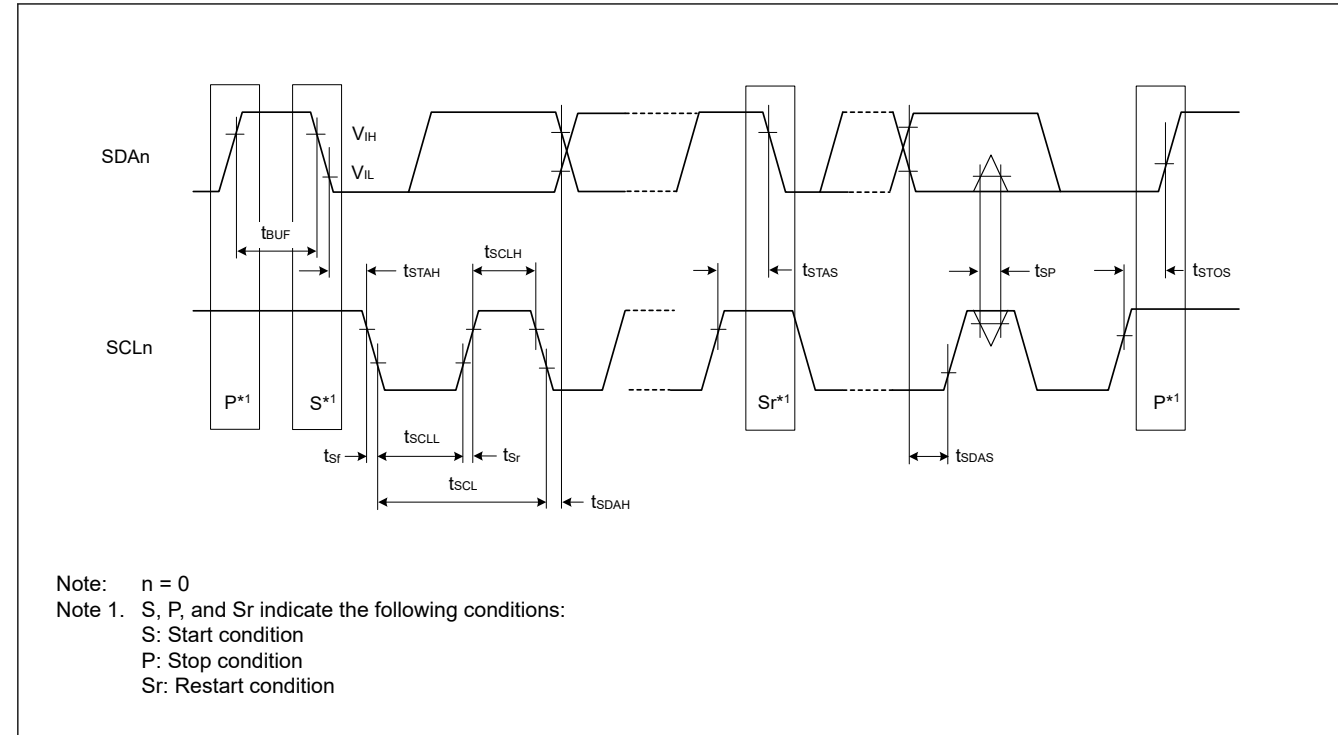 SDAn
VIH
VIL
tBUF
tSTAH
tSCLH
tSTAS
tSP
tSTOS
SCLn
P*1
S*1
Sr*1
P*1
tSf
tSCLL
tSr
tSCL
tSDAH
tSDAS
Note: n = 0
Note 1. S, P, and Sr indicate the following conditions:
S: Start condition
P: Stop condition
Sr: Restart condition